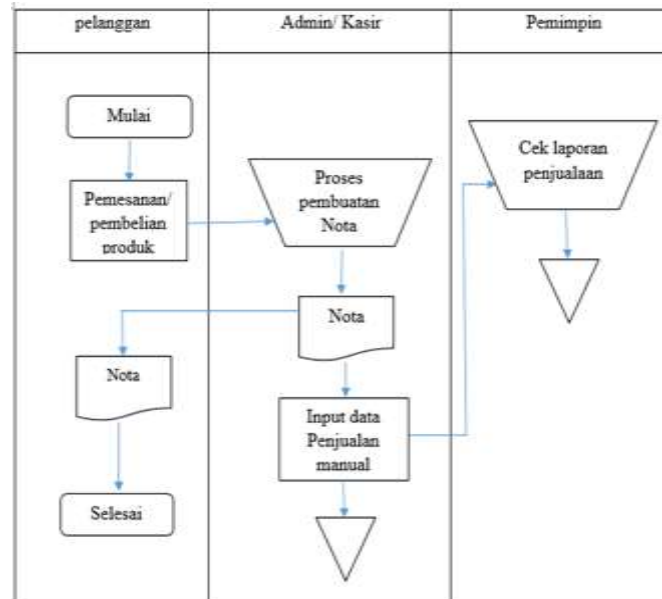 pelanggan
Admin/ Kasir
Pemimpin
Mulai
Pemesanan/
pembelian
produk
Proses
pembuatan
Nota
Cek laporan
penjualaan
Nota
Nota
Input data
Penjualan
manual
Selesai